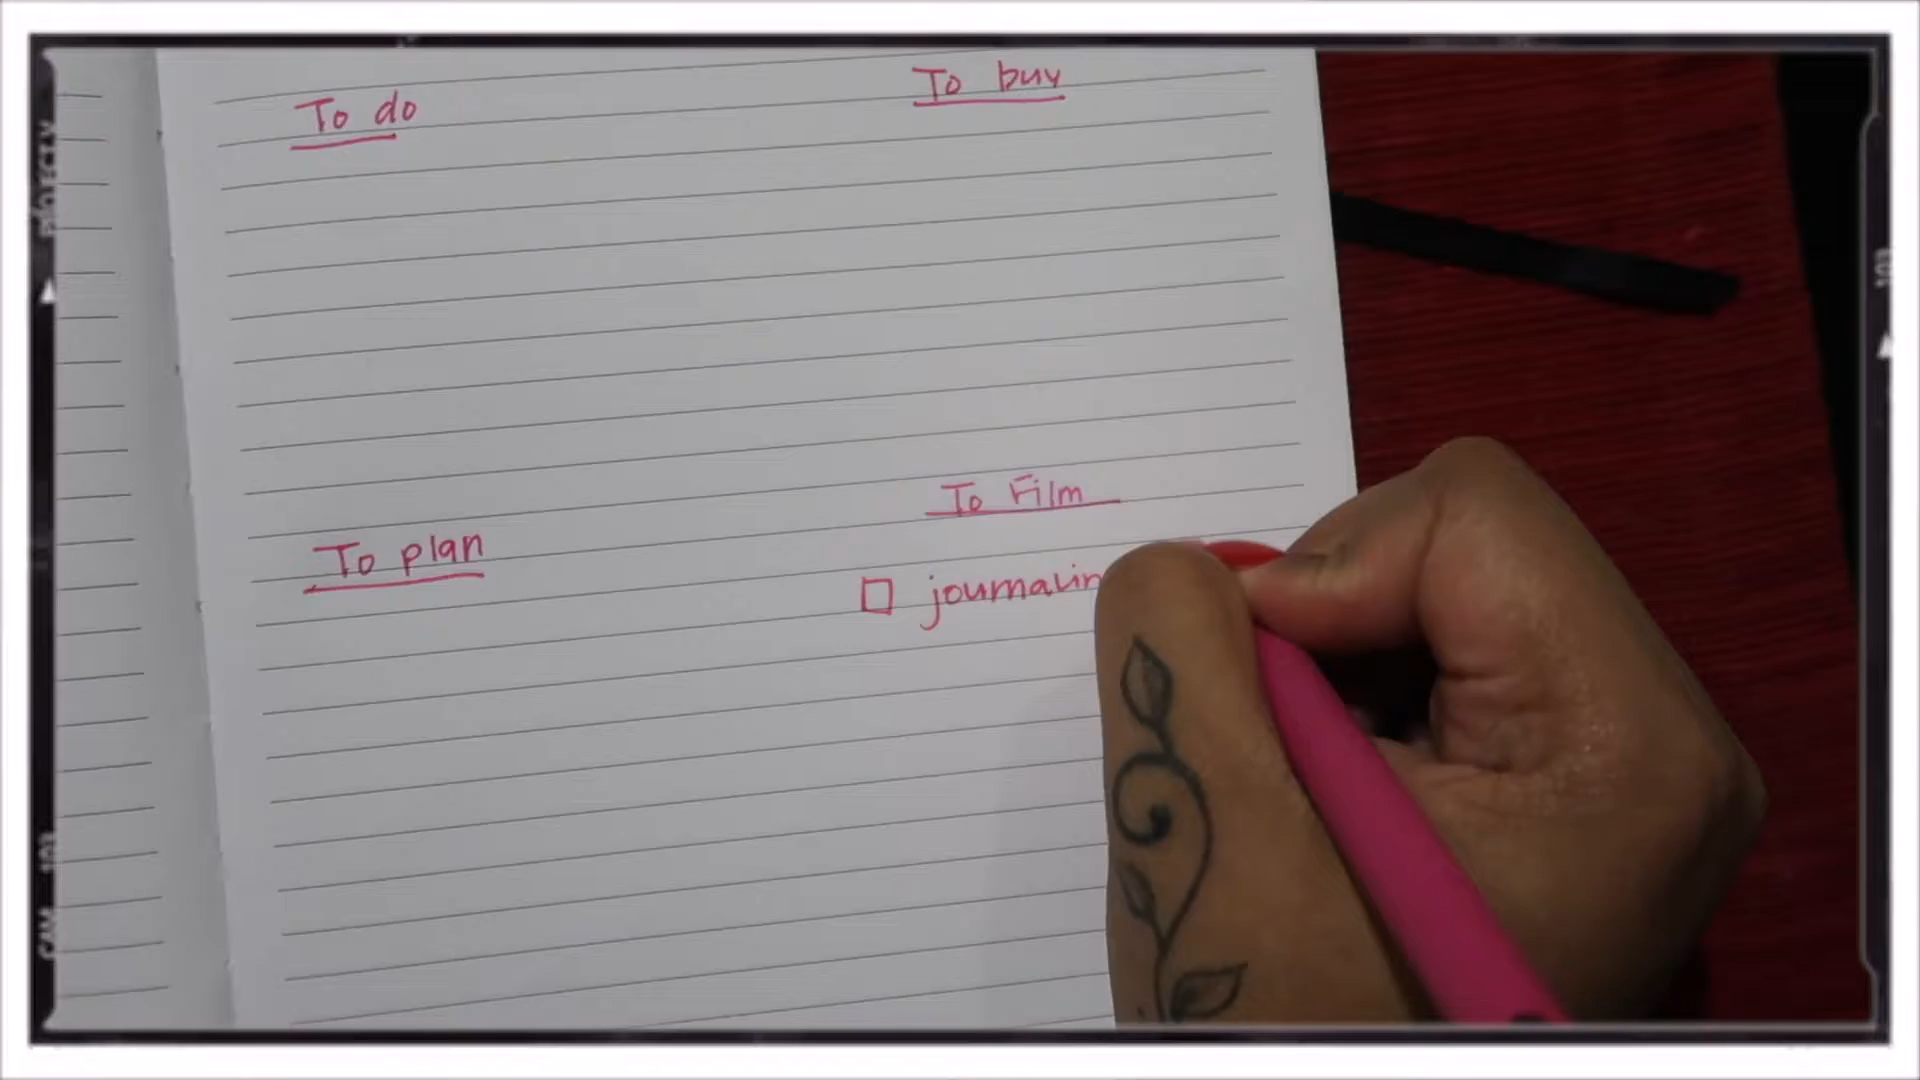 To do
To buy
To plan
To Film
journalin